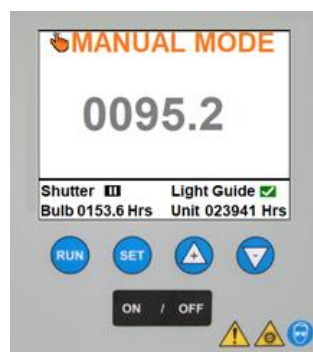 MANUAL MODE
0095.2
Shutter Light Guide
Bulb 0153.6 Hrs Unit 023941 Hrs
RUN SET + -
ON / OFF